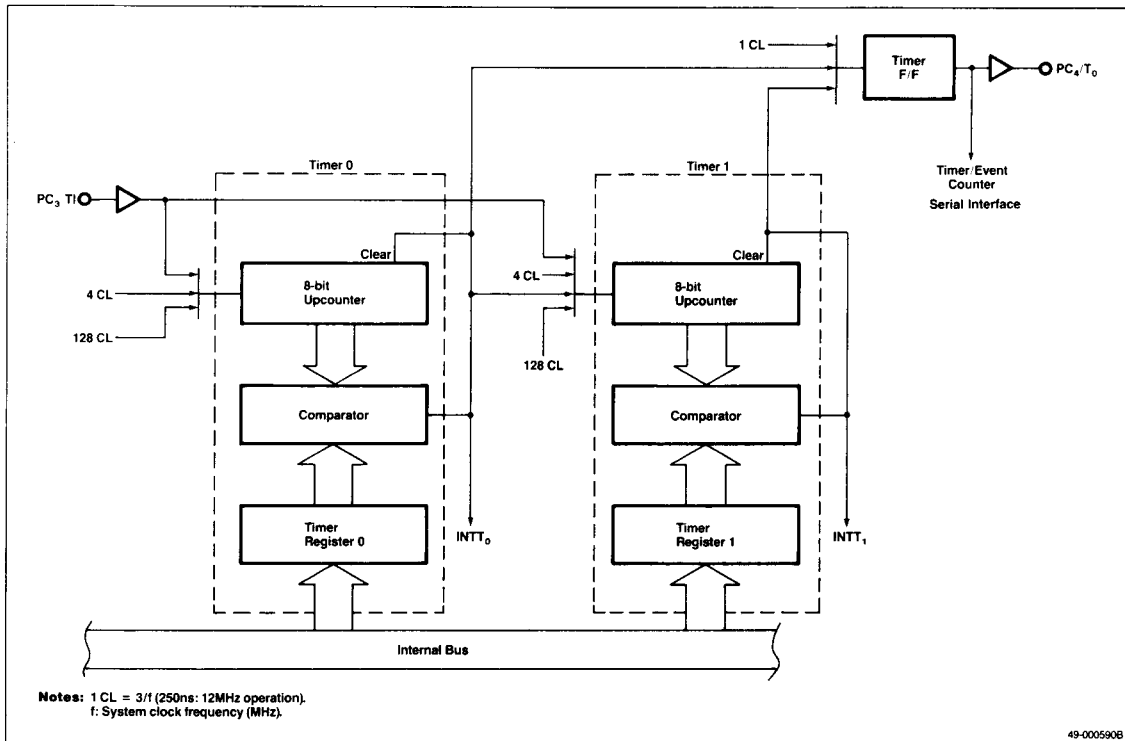 1 CL
Timer
F/F
PC₄/T₀
Timer/Event
Counter
Serial Interface
Timer 0
Timer 1
PC₃ TI
Clear
Clear
8-bit
Upcounter
4 CL
8-bit
Upcounter
4 CL
128 CL
128 CL
Comparator
Comparator
Timer
Register 0
INTT₀
Timer
Register 1
INTT₁
Internal Bus
Notes: 1 CL = 3/f (250ns: 12MHz operation).
f: System clock frequency (MHz).
49-000590B